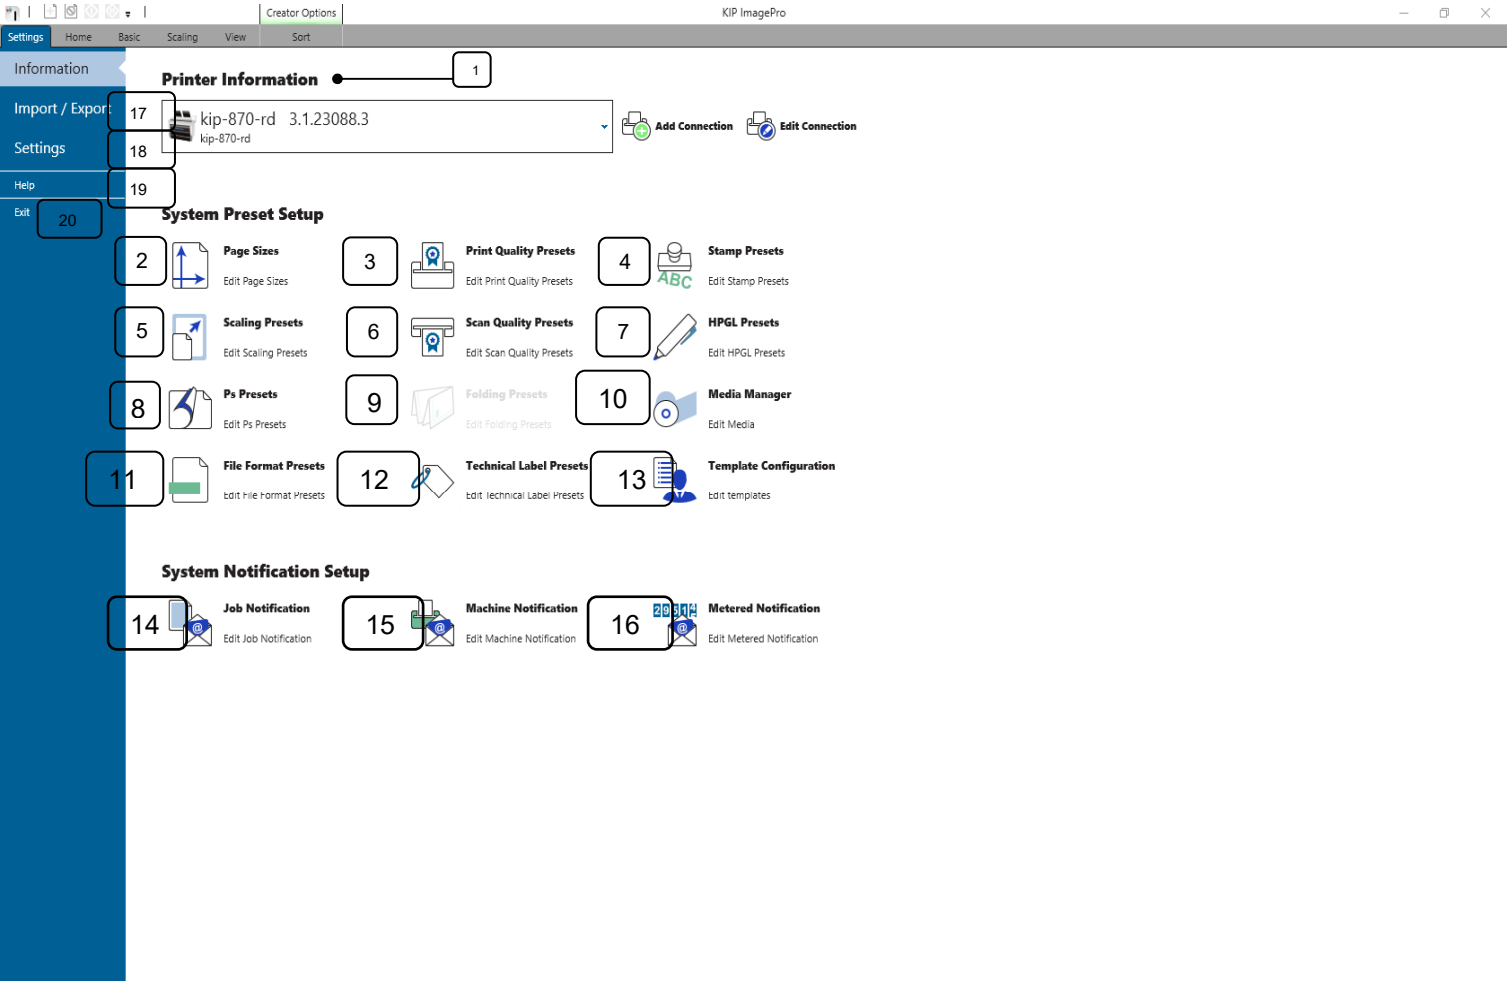 Creator Options
KIP ImagePro
Settings Home Basic Scaling View Sort
Information
Import / Export
Settings
Help
Exit
17
18
19
20
Printer Information
1
kip-870-rd 3.1.23088.3
kip-870-rd
Add Connection
Edit Connection
System Preset Setup
2
Page Sizes
Edit Page Sizes
3
Print Quality Presets
Edit Print Quality Presets
4
ABC
Stamp Presets
Edit Stamp Presets
5
Scaling Presets
Edit Scaling Presets
6
Scan Quality Presets
Edit Scan Quality Presets
7
HPGL Presets
Edit HPGL Presets
8
Ps Presets
Edit Ps Presets
9
Folding Presets
Edit Folding Presets
10
Media Manager
Edit Media
11
File Format Presets
Edit File Format Presets
12
Technical Label Presets
Edit Technical Label Presets
13
Template Configuration
Edit templates
System Notification Setup
14
@
Job Notification
Edit Job Notification
15
@
Machine Notification
Edit Machine Notification
16
@
Metered Notification
Edit Metered Notification